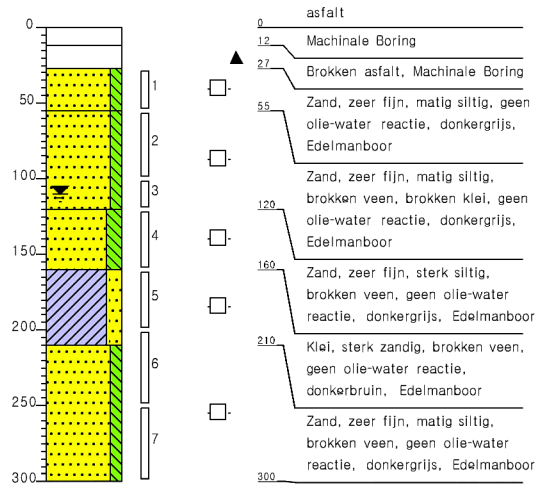 asfalt
0
0
12
Machinale Boring
27
Brokken asfalt, Machinale Boring
1
50
55
Zand, zeer fijn, matig siltig, geen
olie-water reactie, donkergrijs,
Edelmanboor
2
100
3
Zand, zeer fijn, matig siltig,
brokken veen, brokken klei, geen
olie-water reactie, donkergrijs,
Edelmanboor
120
4
150
160
Zand, zeer fijn, sterk siltig,
brokken veen, geen olie-water
reactie, donkergrijs, Edelmanboor
5
200
210
Klei, sterk zandig, brokken veen,
geen olie-water reactie,
donkerbruin, Edelmanboor
6
250
7
Zand, zeer fijn, matig siltig,
brokken veen, geen olie-water
reactie, donkergrijs, Edelmanboor
300
300